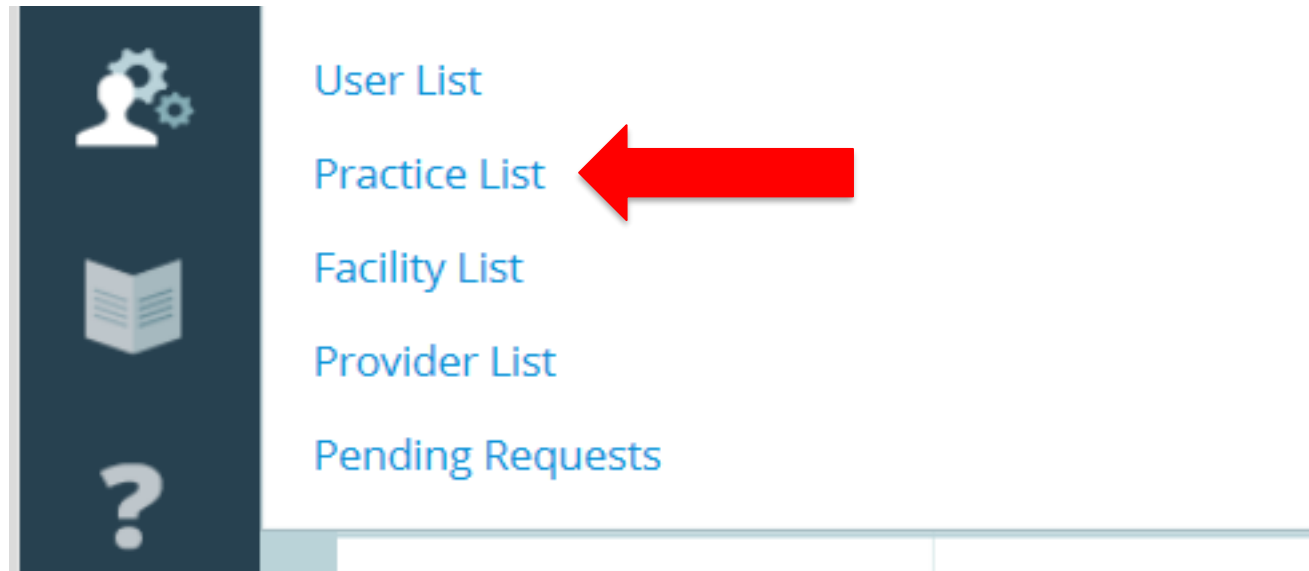 User List
Practice List
Facility List
Provider List
Pending Requests
?